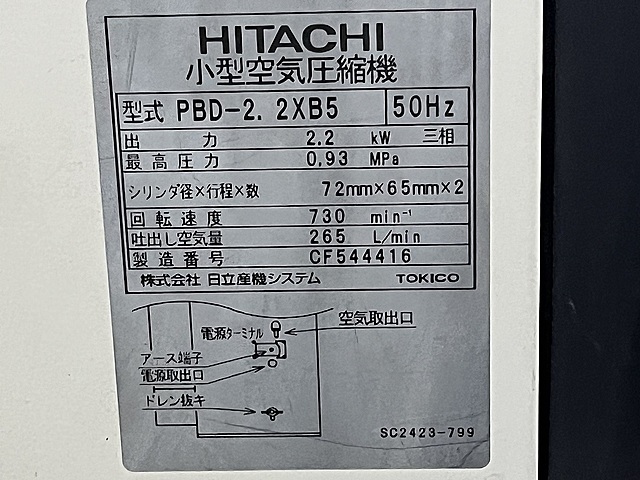 HITACHI
小型空気圧縮機
型式 PBD-2.2XB5 50Hz
出力 2.2 kW 三相
最高圧力 0.93 MPa
シリンダ径×行程×数 72mm×65mm×2
回転速度 730 min⁻¹
吐出し空気量 265 L/min
製造番号 CF544416
株式会社 日立産機システム TOKICO
空気取出口
電源ターミナル
アース端子
電源取出口
ドレン抜キ
SC2423-799